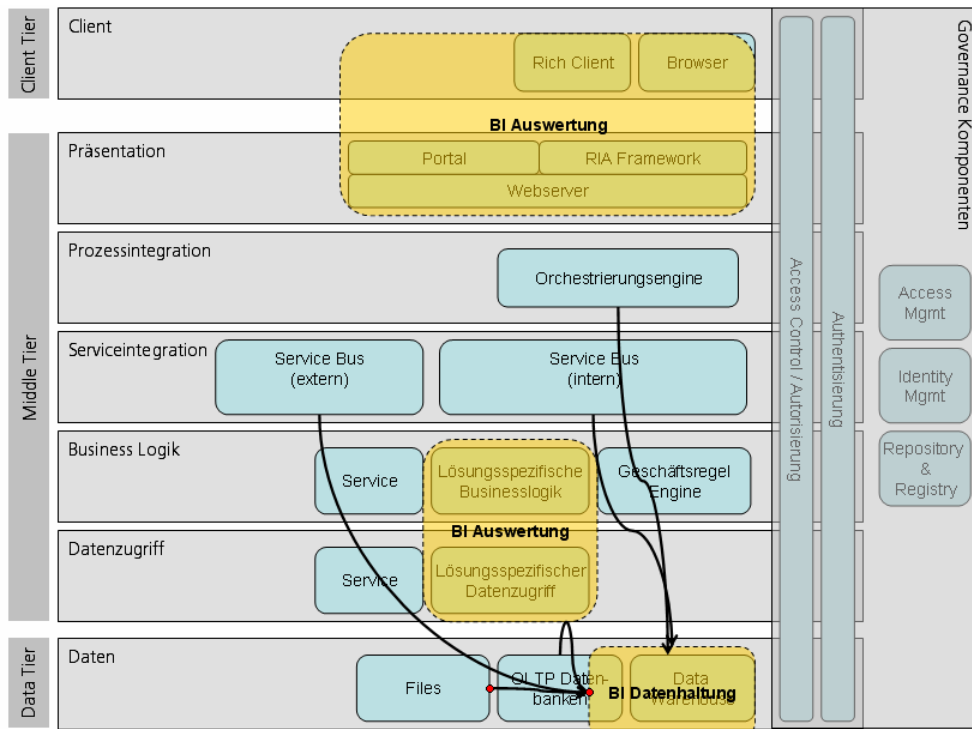 Client Tier
Client
Rich Client
Browser
BI Auswertung
Middle Tier
Präsentation
Portal
RIA Framework
Webserver
Prozessintegration
Orchestrierungsengine
Serviceintegration
Service Bus
(extern)
Service Bus
(intern)
Business Logik
Service
Lösungsspezifische
Businesslogik
Geschäftsregel
Engine
BI Auswertung
Datenzugriff
Service
Lösungsspezifischer
Datenzugriff
Data Tier
Daten
Files
OLTP Daten-
banken
BI Datenhaltung
Data
Warehouse
Access Control / Autorisierung
Authentisierung
Governance Komponenten
Access
Mgmt
Identity
Mgmt
Repository
&
Registry